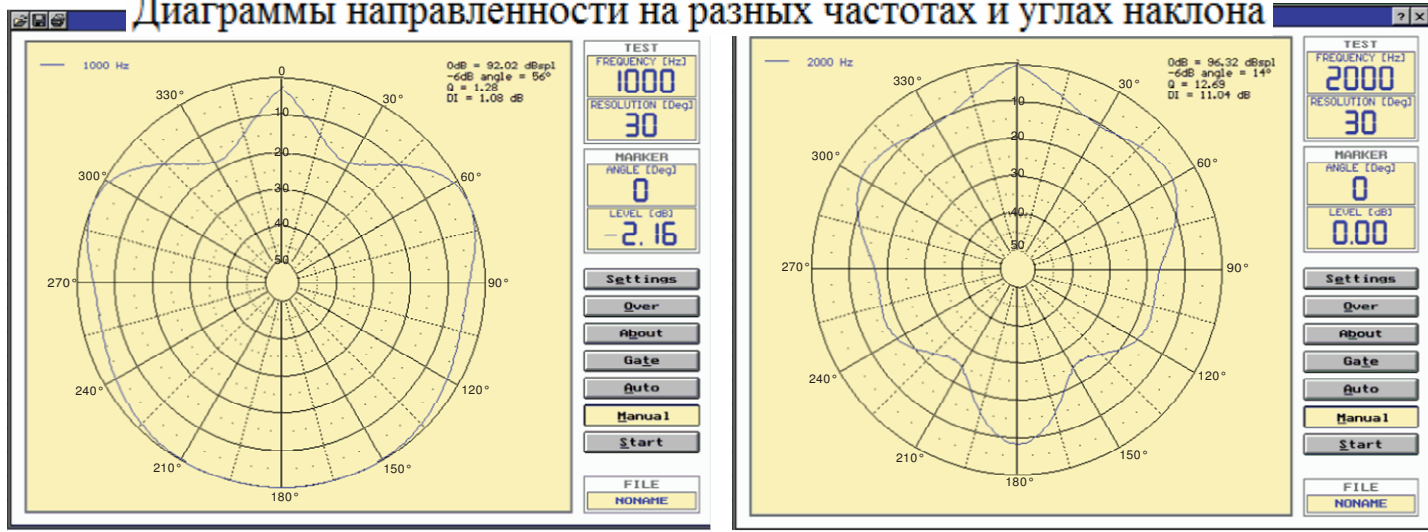 Диаграммы направленности на разных частотах и углах наклона
1000 Hz
0dB = 92.02 dBspl
-6dB angle = 56°
Q = 1.28
DI = 1.08 dB
0
330°
30°
10
20
300°
60°
30
40
50
270°
90°
240°
120°
210°
150°
180°
TEST
FREQUENCY [Hz]
1000
RESOLUTION [Deg]
30
MARKER
ANGLE [Deg]
0
LEVEL [dB]
-2.16
Settings
Over
About
Gate
Auto
Manual
Start
FILE
NONAME
? x
2000 Hz
0dB = 96.32 dBspl
-6dB angle = 14°
Q = 12.69
DI = 11.04 dB
330°
30°
10
20
300°
60°
30
40
50
270°
90°
240°
120°
210°
150°
180°
TEST
FREQUENCY [Hz]
2000
RESOLUTION [Deg]
30
MARKER
ANGLE [Deg]
0
LEVEL [dB]
0.00
Settings
Over
About
Gate
Auto
Manual
Start
FILE
NONAME